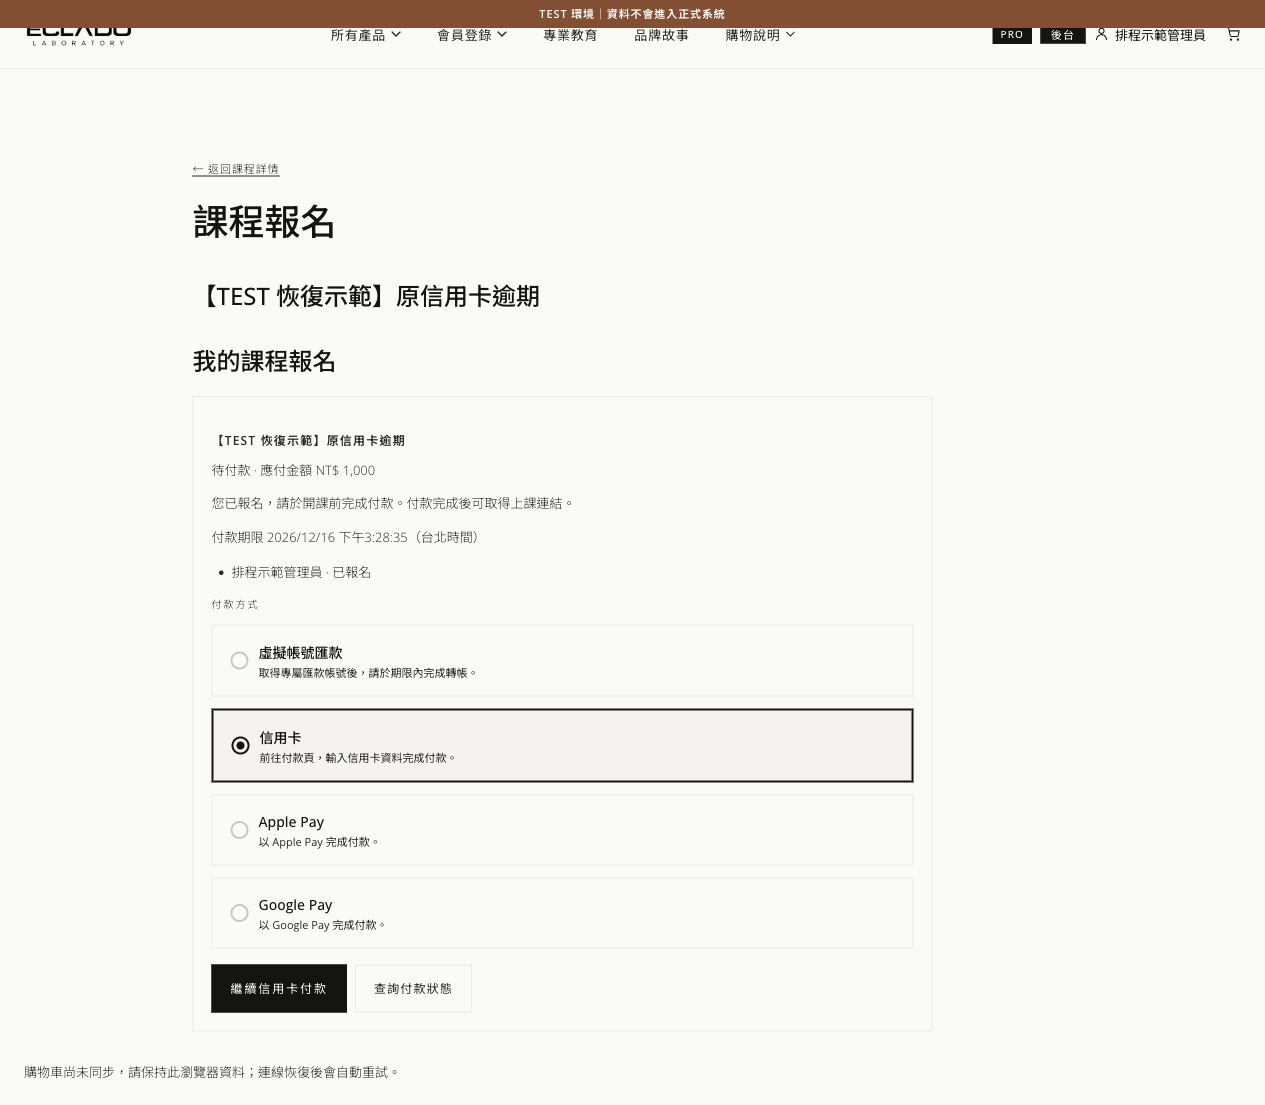 TEST 環境｜資料不會進入正式系統
ECLADO
LABORATORY
所有產品
會員登錄
專業教育
品牌故事
購物說明
PRO
後台
排程示範管理員
← 返回課程詳情
課程報名
【TEST 恢復示範】原信用卡逾期
我的課程報名
【TEST 恢復示範】原信用卡逾期
待付款 · 應付金額 NT$ 1,000
您已報名，請於開課前完成付款。付款完成後可取得上課連結。
付款期限 2026/12/16 下午3:28:35（台北時間）
• 排程示範管理員 · 已報名
付款方式
虛擬帳號匯款
取得專屬匯款帳號後，請於期限內完成轉帳。
信用卡
前往付款頁，輸入信用卡資料完成付款。
Apple Pay
以 Apple Pay 完成付款。
Google Pay
以 Google Pay 完成付款。
繼續信用卡付款
查詢付款狀態
購物車尚未同步，請保持此瀏覽器資料；連線恢復後會自動重試。